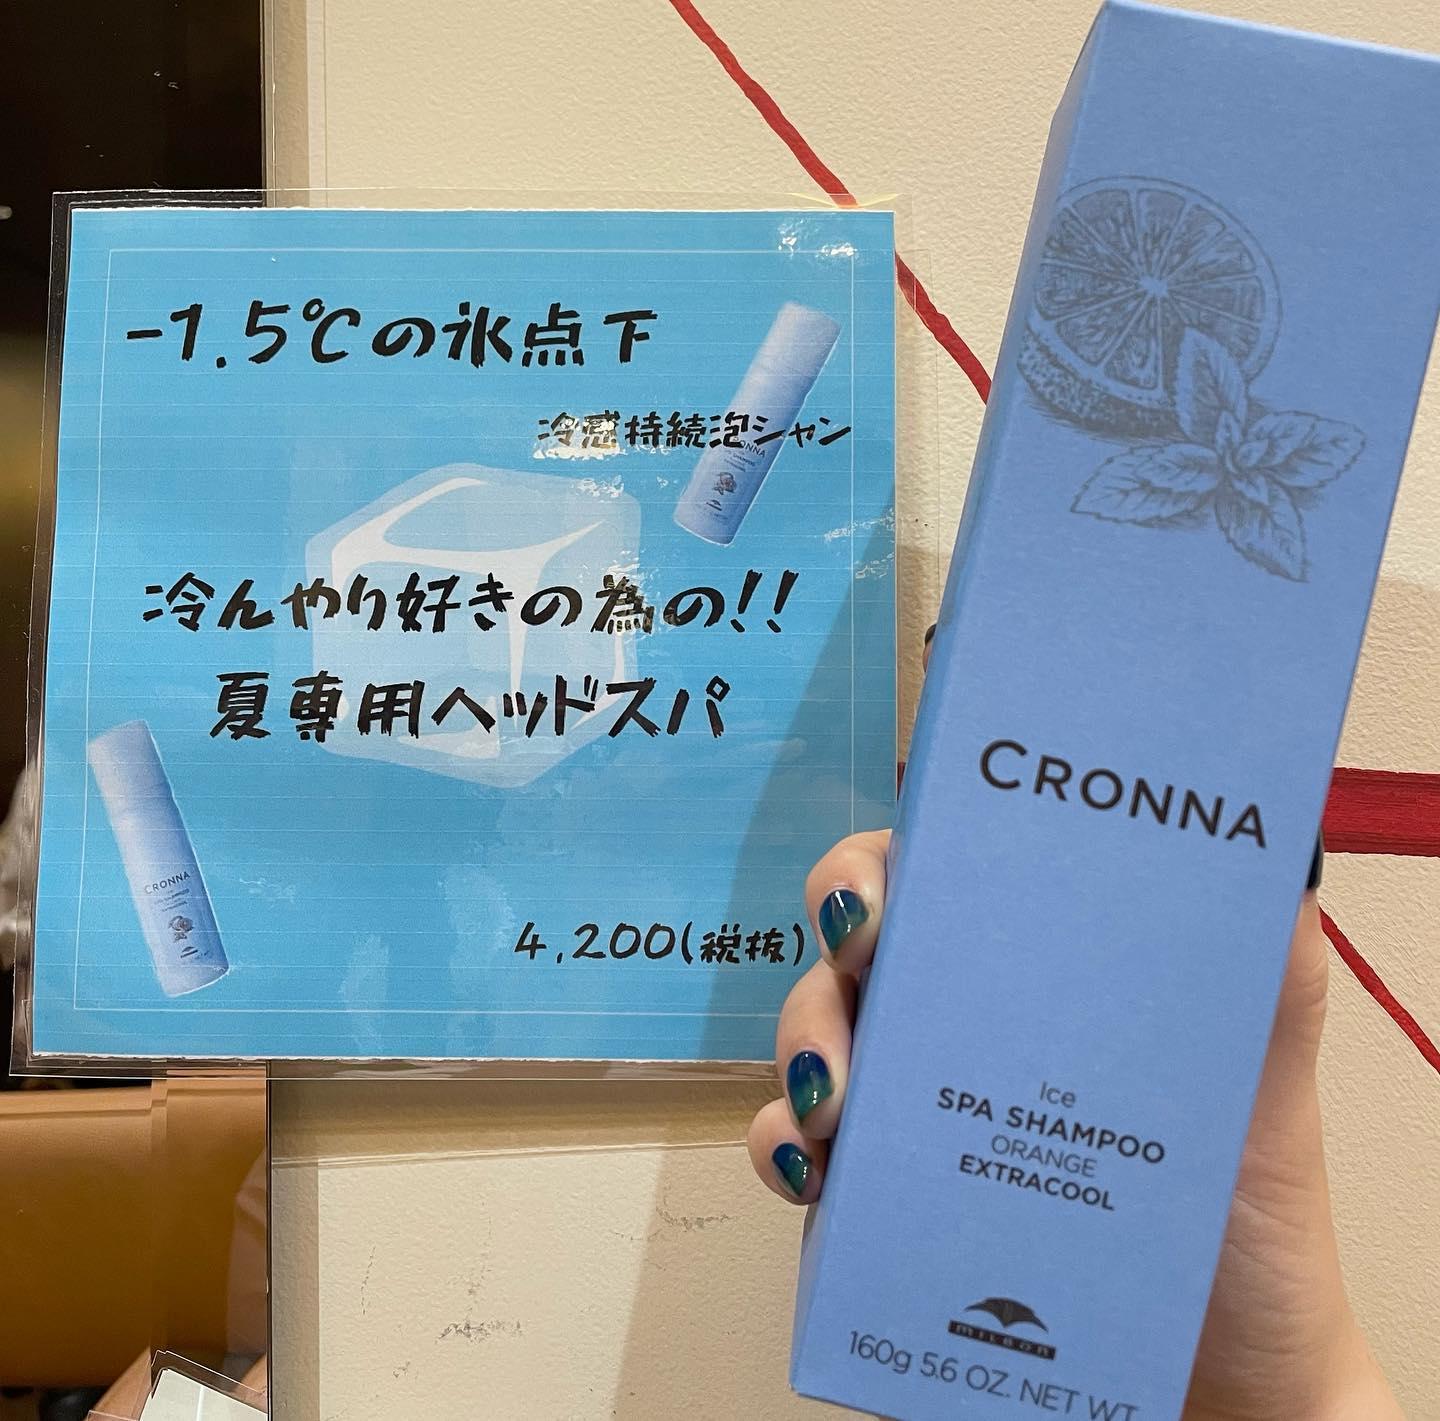 -1.5℃の氷点下
冷感持続泡シャン
冷んやり好きの為の!!
夏専用ヘッドスパ
4,200(税抜)
CRONNA
CRONNA
Ice
SPA SHAMPOO
ORANGE
EXTRACOOL
milbon
160g 5.6 OZ. NET WT.